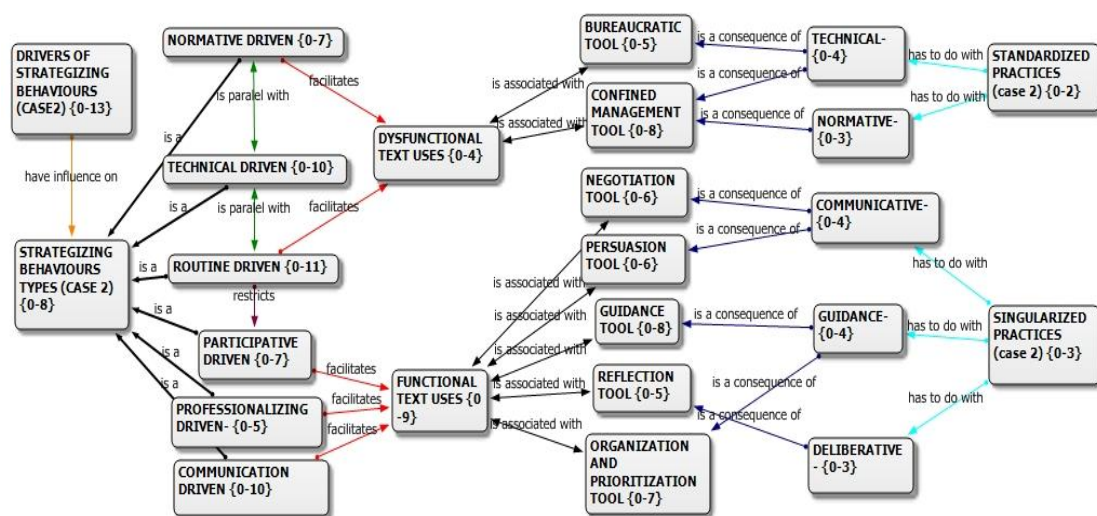 DRIVERS OF
STRATEGIZING
BEHAVIOURS
(CASE2) {0-13}
have influence on
STRATEGIZING
BEHAVIOURS
TYPES (CASE 2)
{0-8}
NORMATIVE DRIVEN {0-7}
is paralel with
TECHNICAL DRIVEN {0-10}
is paralel with
ROUTINE DRIVEN {0-11}
restricts
PARTICIPATIVE
DRIVEN {0-7}
PROFESSIONALIZING
DRIVEN- {0-5}
COMMUNICATION
DRIVEN {0-10}
is a
is a
is a
is a
is a
is a
facilitates
facilitates
facilitates
facilitates
facilitates
DYSFUNCTIONAL
TEXT USES {0-4}
FUNCTIONAL
TEXT USES {0
-9}
is associated with
is associated with
is associated with
is associated with
is associated with
is associated with
is associated with
BUREAUCRATIC
TOOL {0-5}
CONFINED
MANAGEMENT
TOOL {0-8}
NEGOTIATION
TOOL {0-6}
PERSUASION
TOOL {0-6}
GUIDANCE
TOOL {0-8}
REFLECTION
TOOL {0-5}
ORGANIZATION
AND
PRIORITIZATION
TOOL {0-7}
is a consequence of
is a consequence of
is a consequence of
is a consequence of
is a consequence of
is a consequence of
is a consequence of
is a consequence of
TECHNICAL-
{0-4}
NORMATIVE-
{0-3}
COMMUNICATIVE-
{0-4}
GUIDANCE-
{0-4}
DELIBERATIVE
- {0-3}
has to do with
has to do with
has to do with
has to do with
has to do with
STANDARDIZED
PRACTICES
(case 2) {0-2}
SINGULARIZED
PRACTICES
(case 2) {0-3}